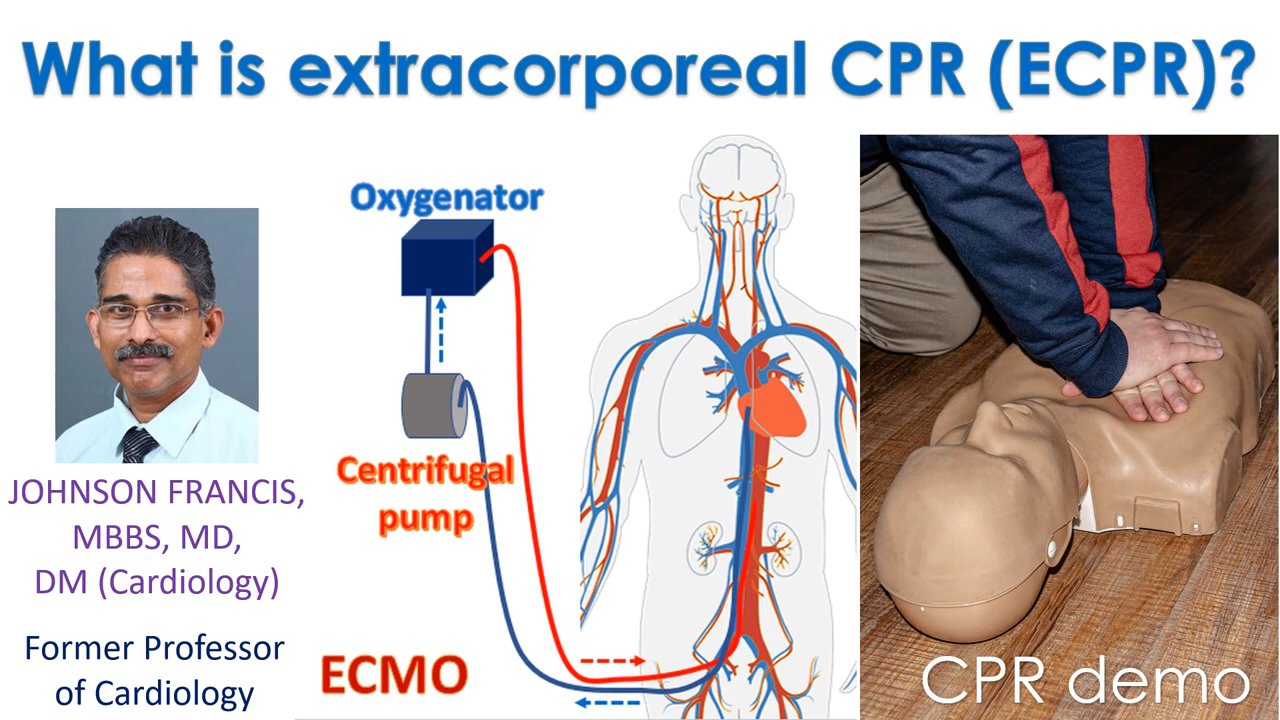 What is extracorporeal CPR (ECPR)?
Oxygenator
Centrifugal
pump
ECMO
JOHNSON FRANCIS,
MBBS, MD,
DM (Cardiology)
Former Professor
of Cardiology
CPR demo